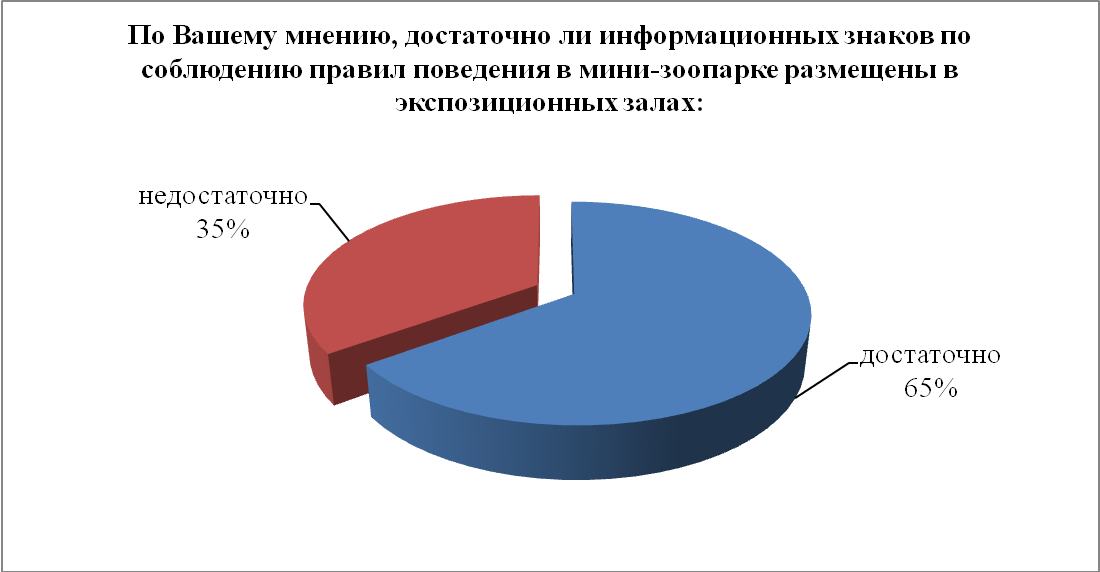 По Вашему мнению, достаточно ли информационных знаков по
соблюдению правил поведения в мини-зоопарке размещены в
экспозиционных залах:
недостаточно
35%
достаточно
65%